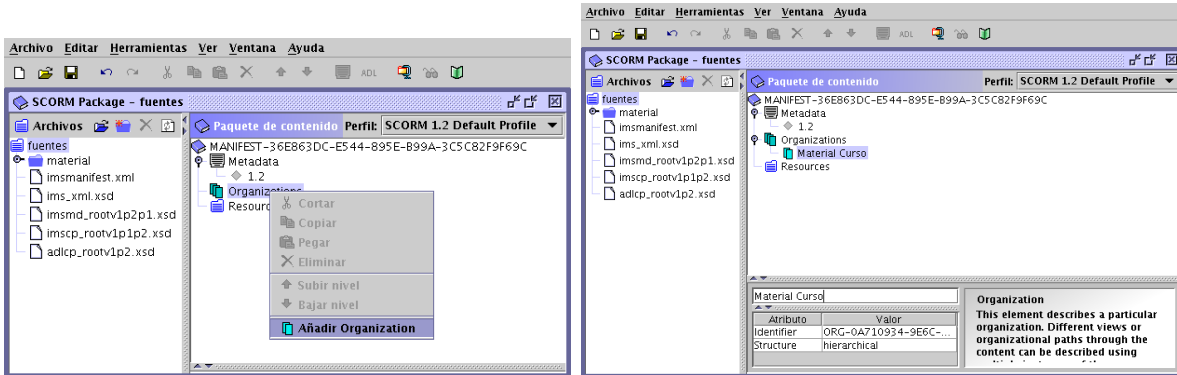 Archivo Editar Herramientas Ver Ventana Ayuda
ADL
SCORM Package - fuentes
Archivos
Paquete de contenido Perfil: SCORM 1.2 Default Profile
fuentes
material
imsmanifest.xml
ims_xml.xsd
imsmd_rootv1p2p1.xsd
imscp_rootv1p1p2.xsd
adlcp_rootv1p2.xsd
MANIFEST-36E863DC-E544-895E-B99A-3C5C82F9F69C
Metadata
1.2
Organizations
Resourc
Cortar
Copiar
Pegar
Eliminar
Subir nivel
Bajar nivel
Añadir Organization
Archivo Editar Herramientas Ver Ventana Ayuda
ADL
SCORM Package - fuentes
Archivos
Paquete de contenido Perfil: SCORM 1.2 Default Profile
fuentes
material
imsmanifest.xml
ims_xml.xsd
imsmd_rootv1p2p1.xsd
imscp_rootv1p1p2.xsd
adlcp_rootv1p2.xsd
MANIFEST-36E863DC-E544-895E-B99A-3C5C82F9F69C
Metadata
1.2
Organizations
Material Curso
Resources
Material Curso
Atributo Valor
Identifier ORG-0A710934-9E6C-...
Structure hierarchical
Organization
This element describes a particular
organization. Different views or
organizational paths through the
content can be described using